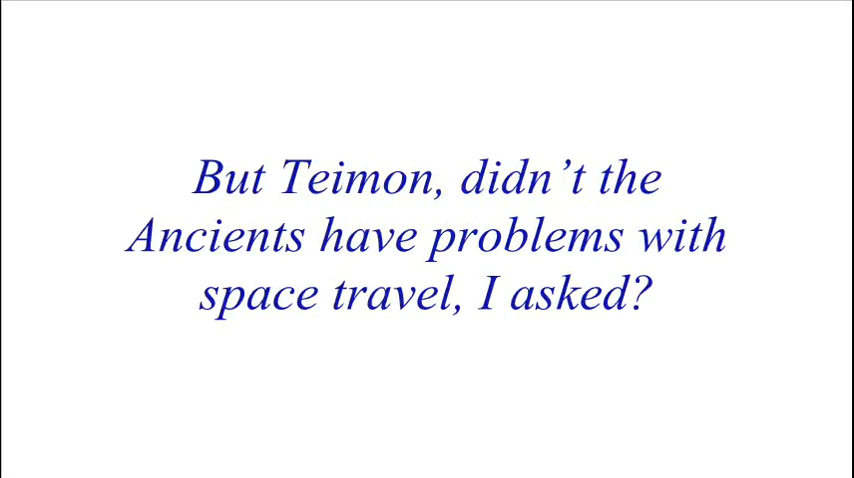 But Teimon, didn’t the
Ancients have problems with
space travel, I asked?